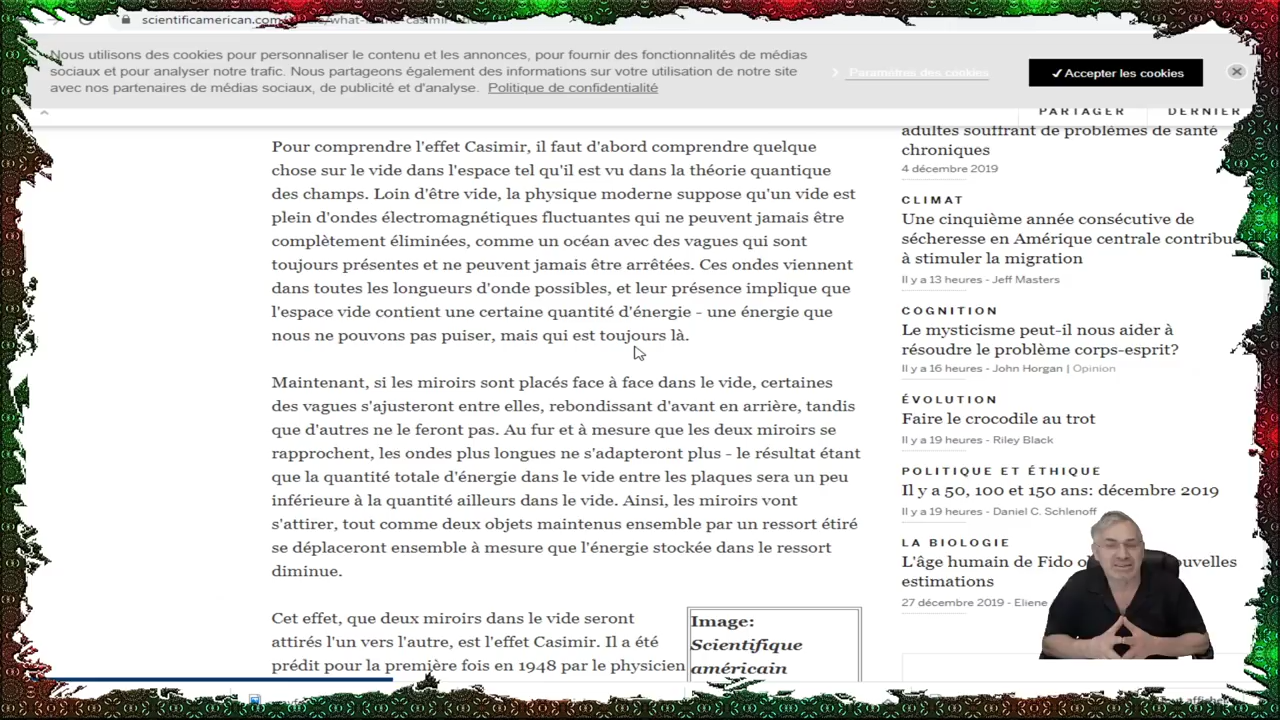 scientificamerican.com
Nous utilisons des cookies pour personnaliser le contenu et les annonces, pour fournir des fonctionnalités de médias
sociaux et pour analyser notre trafic. Nous partageons également des informations sur votre utilisation de notre site
avec nos partenaires de médias sociaux, de publicité et d'analyse. Politique de confidentialité
Paramètres des cookies
✓ Accepter les cookies
PARTAGER
DERNIER
Pour comprendre l'effet Casimir, il faut d'abord comprendre quelque
chose sur le vide dans l'espace tel qu'il est vu dans la théorie quantique
des champs. Loin d'être vide, la physique moderne suppose qu'un vide est
plein d'ondes électromagnétiques fluctuantes qui ne peuvent jamais être
complètement éliminées, comme un océan avec des vagues qui sont
toujours présentes et ne peuvent jamais être arrêtées. Ces ondes viennent
dans toutes les longueurs d'onde possibles, et leur présence implique que
l'espace vide contient une certaine quantité d'énergie - une énergie que
nous ne pouvons pas puiser, mais qui est toujours là.
Maintenant, si les miroirs sont placés face à face dans le vide, certaines
des vagues s'ajusteront entre elles, rebondissant d'avant en arrière, tandis
que d'autres ne le feront pas. Au fur et à mesure que les deux miroirs se
rapprochent, les ondes plus longues ne s'adapteront plus - le résultat étant
que la quantité totale d'énergie dans le vide entre les plaques sera un peu
inférieure à la quantité ailleurs dans le vide. Ainsi, les miroirs vont
s'attirer, tout comme deux objets maintenus ensemble par un ressort étiré
se déplaceront ensemble à mesure que l'énergie stockée dans le ressort
diminue.
Cet effet, que deux miroirs dans le vide seront
attirés l'un vers l'autre, est l'effet Casimir. Il a été
prédit pour la première fois en 1948 par le physicien
Image:
Scientifique
américain
adultes souffrant de problèmes de santé
chroniques
4 décembre 2019
CLIMAT
Une cinquième année consécutive de
sécheresse en Amérique centrale contribue
à stimuler la migration
Il y a 13 heures - Jeff Masters
COGNITION
Le mysticisme peut-il nous aider à
résoudre le problème corps-esprit?
Il y a 16 heures - John Horgan | Opinion
ÉVOLUTION
Faire le crocodile au trot
Il y a 19 heures - Riley Black
POLITIQUE ET ÉTHIQUE
Il y a 50, 100 et 150 ans: décembre 2019
Il y a 19 heures - Daniel C. Schlenoff
LA BIOLOGIE
L'âge humain de Fido
estimations
27 décembre 2019 - Eliene